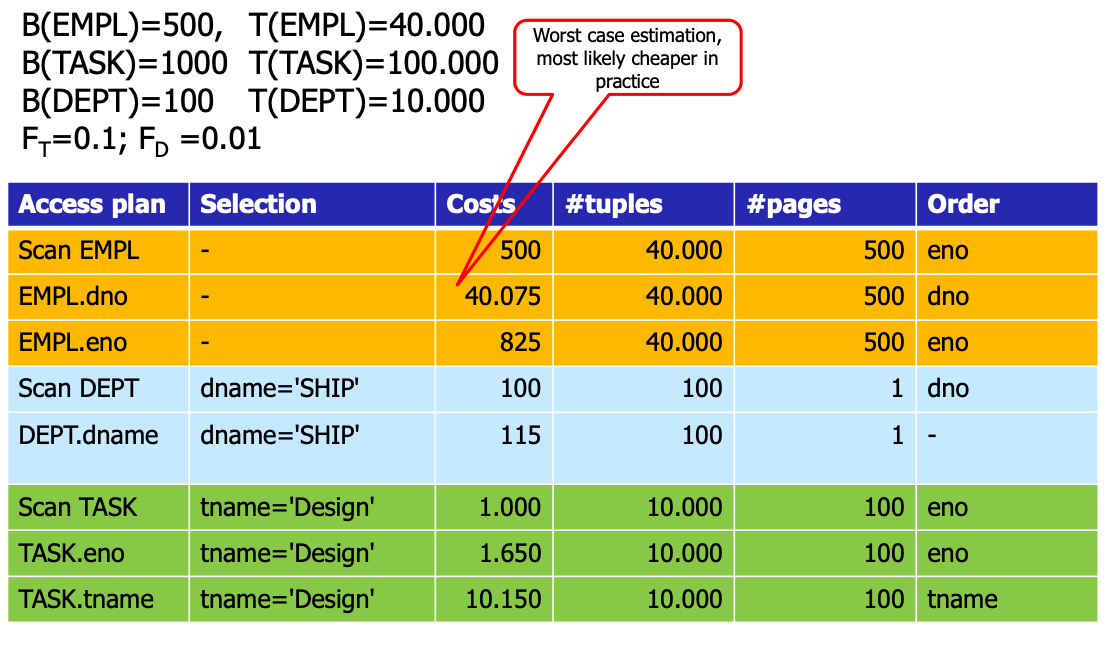 B(EMPL)=500, T(EMPL)=40.000
B(TASK)=1000 T(TASK)=100.000
B(DEPT)=100 T(DEPT)=10.000
FT=0.1; FD =0.01
Worst case estimation,
most likely cheaper in
practice
Access plan Selection Costs #tuples #pages Order
Scan EMPL - 500 40.000 500 eno
EMPL.dno - 40.075 40.000 500 dno
EMPL.eno - 825 40.000 500 eno
Scan DEPT dname='SHIP' 100 100 1 dno
DEPT.dname dname='SHIP' 115 100 1 -
Scan TASK tname='Design' 1.000 10.000 100 eno
TASK.eno tname='Design' 1.650 10.000 100 eno
TASK.tname tname='Design' 10.150 10.000 100 tname